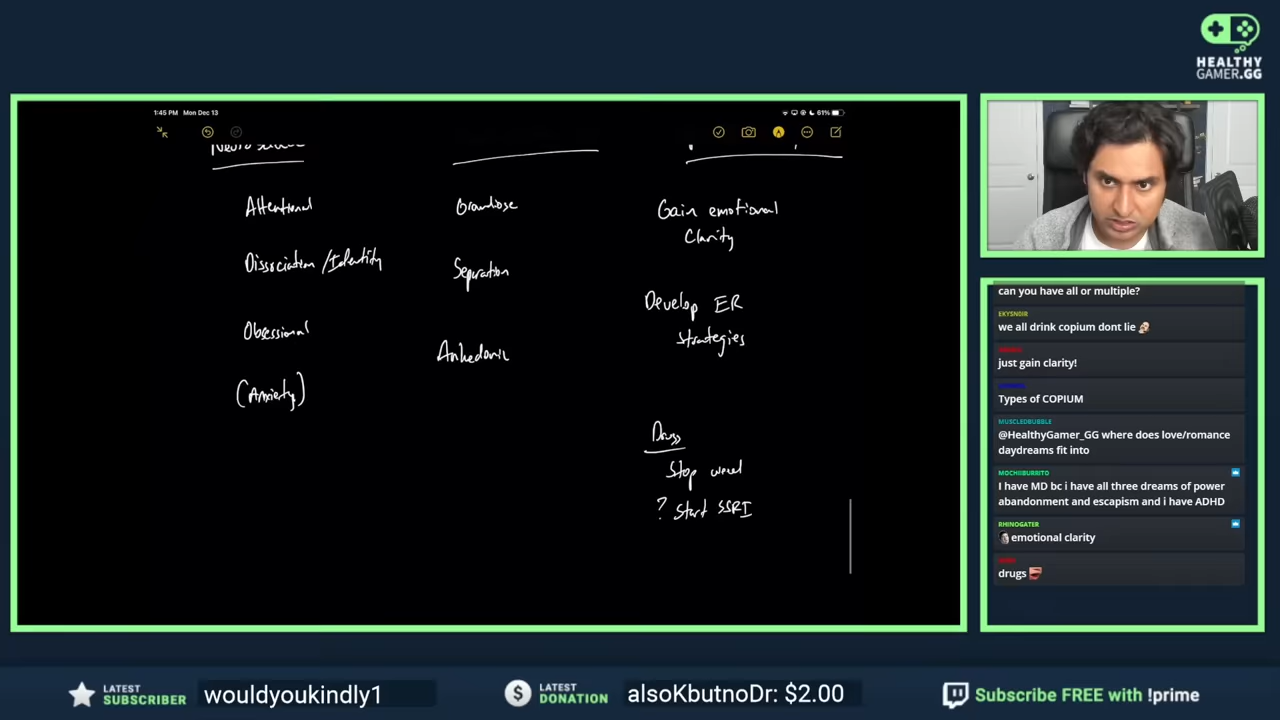 HEALTHY
GAMER.GG
1:45 PM Mon Dec 13
61%
Attentional
Dissociation /Identity
Obsessional
(Anxiety)
Grandiose
Separation
Anhedonic
Gain emotional
Clarity
Develop ER
strategies
Drugs
Stop weed
? Start SSRI
can you have all or multiple?
EKYSN0IR
we all drink copium dont lie
just gain clarity!
Types of COPIUM
MUSCLEDBUBBLE
@HealthyGamer_GG where does love/romance
daydreams fit into
MOCHIIBURRITO
I have MD bc i have all three dreams of power
abandonment and escapism and i have ADHD
RHINOGATER
emotional clarity
drugs
LATEST
SUBSCRIBER
wouldyoukindly1
$ LATEST
DONATION
alsoKbutnoDr: $2.00
Subscribe FREE with !prime